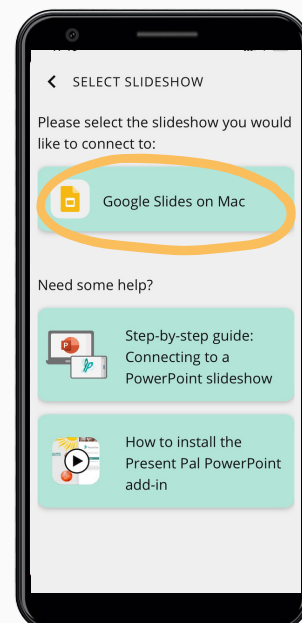 SELECT SLIDESHOW
Please select the slideshow you would
like to connect to:
Google Slides on Mac
Need some help?
Step-by-step guide:
Connecting to a
PowerPoint slideshow
How to install the
Present Pal PowerPoint
add-in